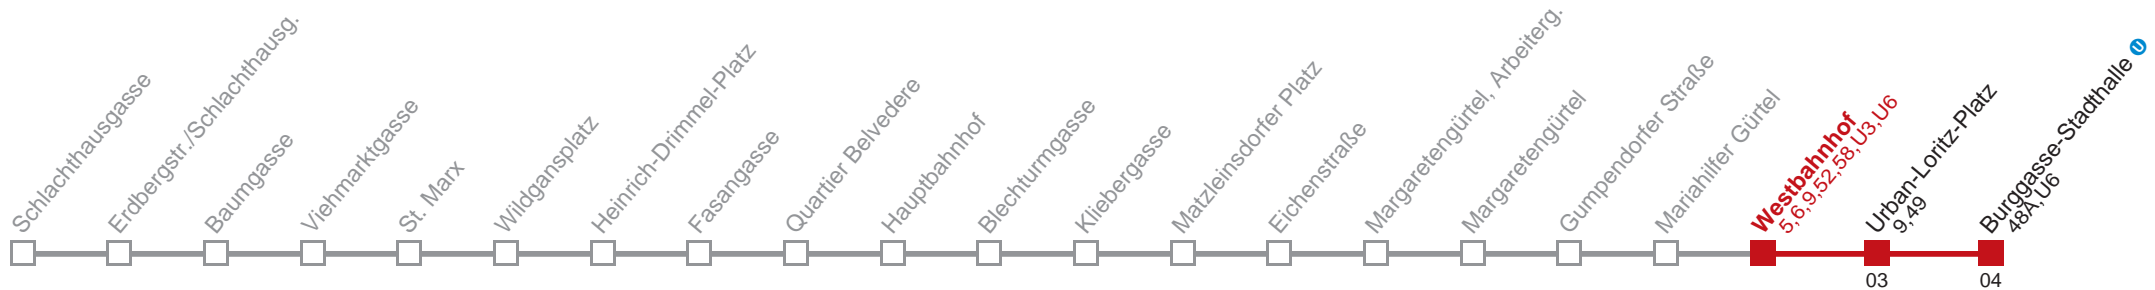 Schlachthausgasse
Erdbergstr./Schlachthausg.
Baumgasse
Viehmarktgasse
St. Marx
Wildgansplatz
Heinrich-Drimmel-Platz
Fasangasse
Quartier Belvedere
Hauptbahnhof
Blechturmgasse
Kliebergasse
Matzleinsdorfer Platz
Eichenstraße
Margaretengürtel, Arbeiterg.
Margaretengürtel
Gumpendorfer Straße
Mariahilfer Gürtel
Westbahnhof
5,6,9,52,58,U3,U6
Urban-Loritz-Platz
9,49
Burggasse-Stadthalle U
48A,U6
03
04